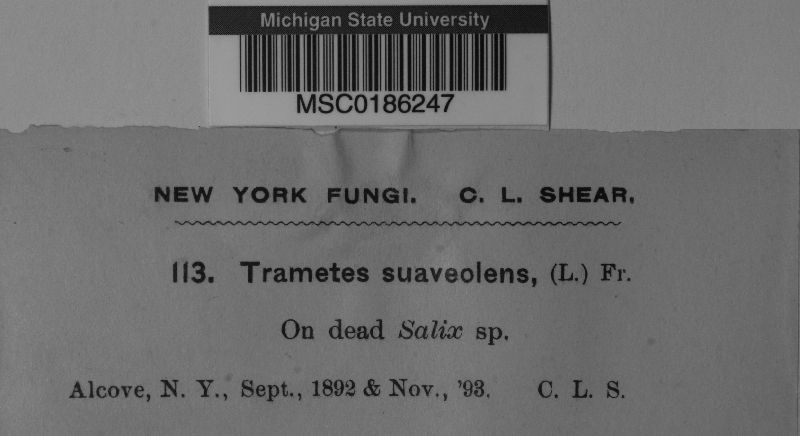 Michigan State University
MSC0186247
NEW YORK FUNGI. C. L. SHEAR.
113. Trametes suaveolens, (L.) Fr.
On dead Salix sp.
Alcove, N. Y., Sept., 1892 & Nov., '93. C. L. S.